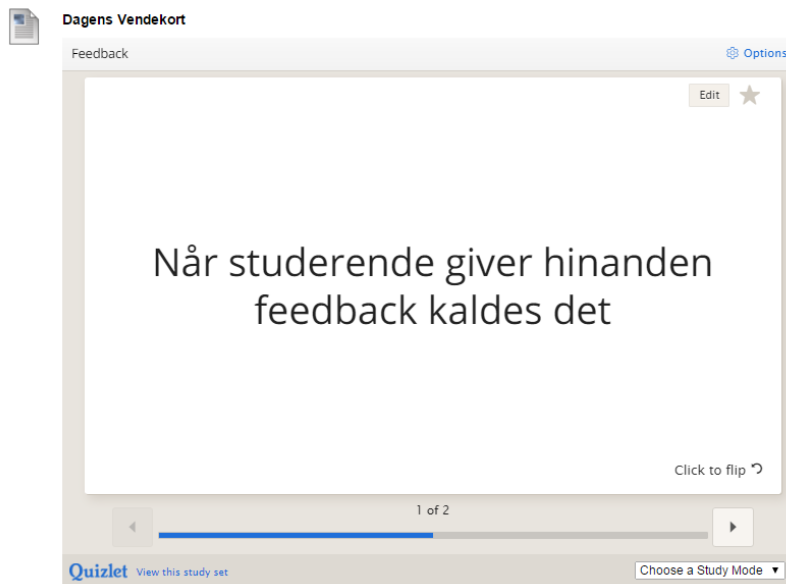 Dagens Vendekort
Feedback
Options
Edit
Når studerende giver hinanden
feedback kaldes det
Click to flip
1 of 2
Quizlet View this study set
Choose a Study Mode